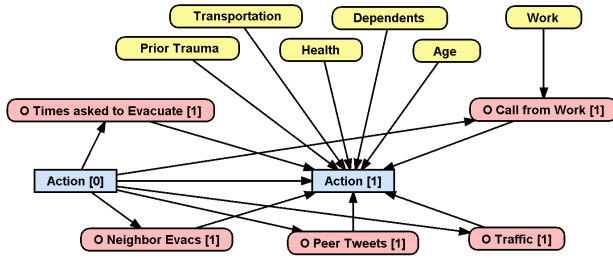 Transportation
Dependents
Work
Prior Trauma
Health
Age
O Times asked to Evacuate [1]
O Call from Work [1]
Action [0]
Action [1]
O Neighbor Evacs [1]
O Peer Tweets [1]
O Traffic [1]